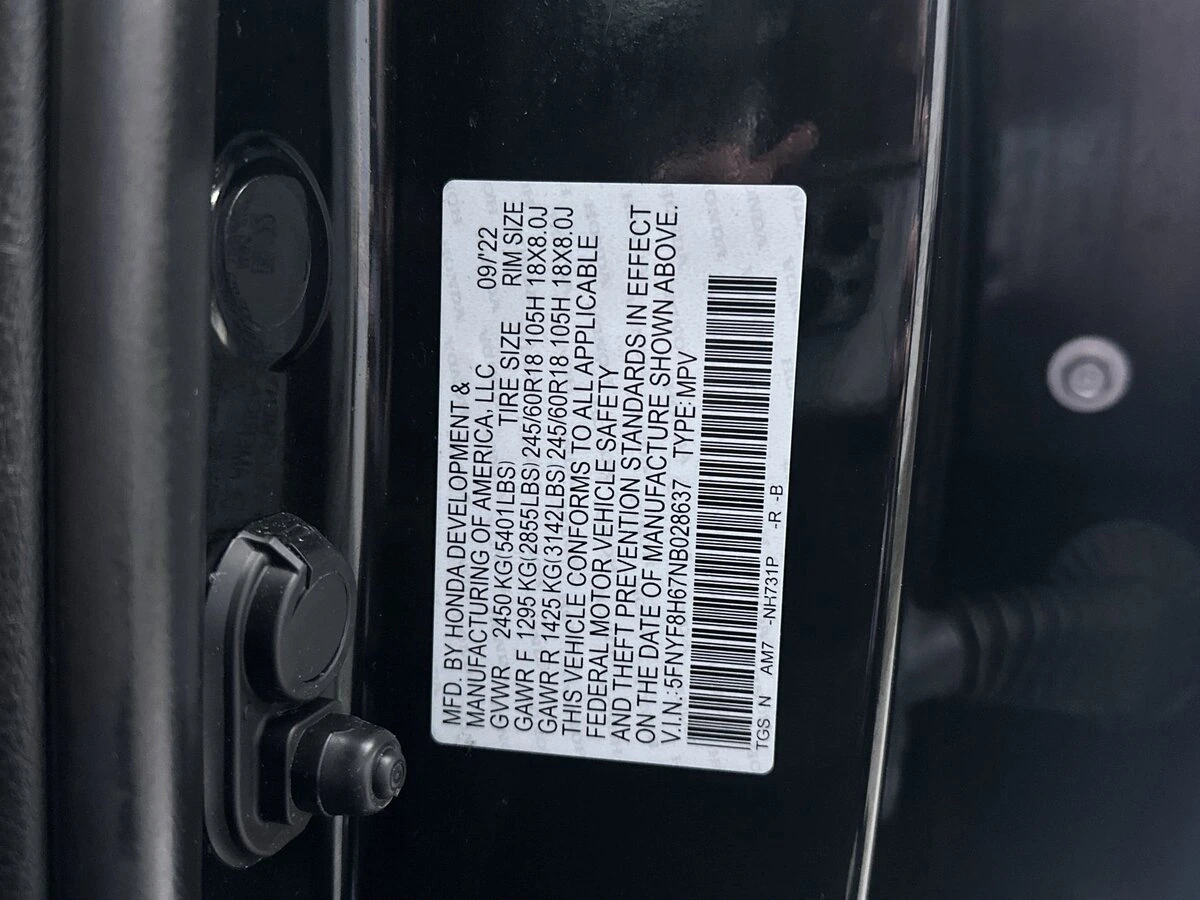 MFD. BY HONDA DEVELOPMENT &
MANUFACTURING OF AMERICA, LLC 09/'22
GVWR 2450 KG(5401LBS) TIRE SIZE RIM SIZE
GAWR F 1295 KG(2855LBS) 245/60R18 105H 18X8.0J
GAWR R 1425 KG(3142LBS) 245/60R18 105H 18X8.0J
THIS VEHICLE CONFORMS TO ALL APPLICABLE
FEDERAL MOTOR VEHICLE SAFETY
AND THEFT PREVENTION STANDARDS IN EFFECT
ON THE DATE OF MANUFACTURE SHOWN ABOVE.
V.I.N.:5FNYF8H67NB028637 TYPE:MPV
TGS N AM7 -NH731P -R -B